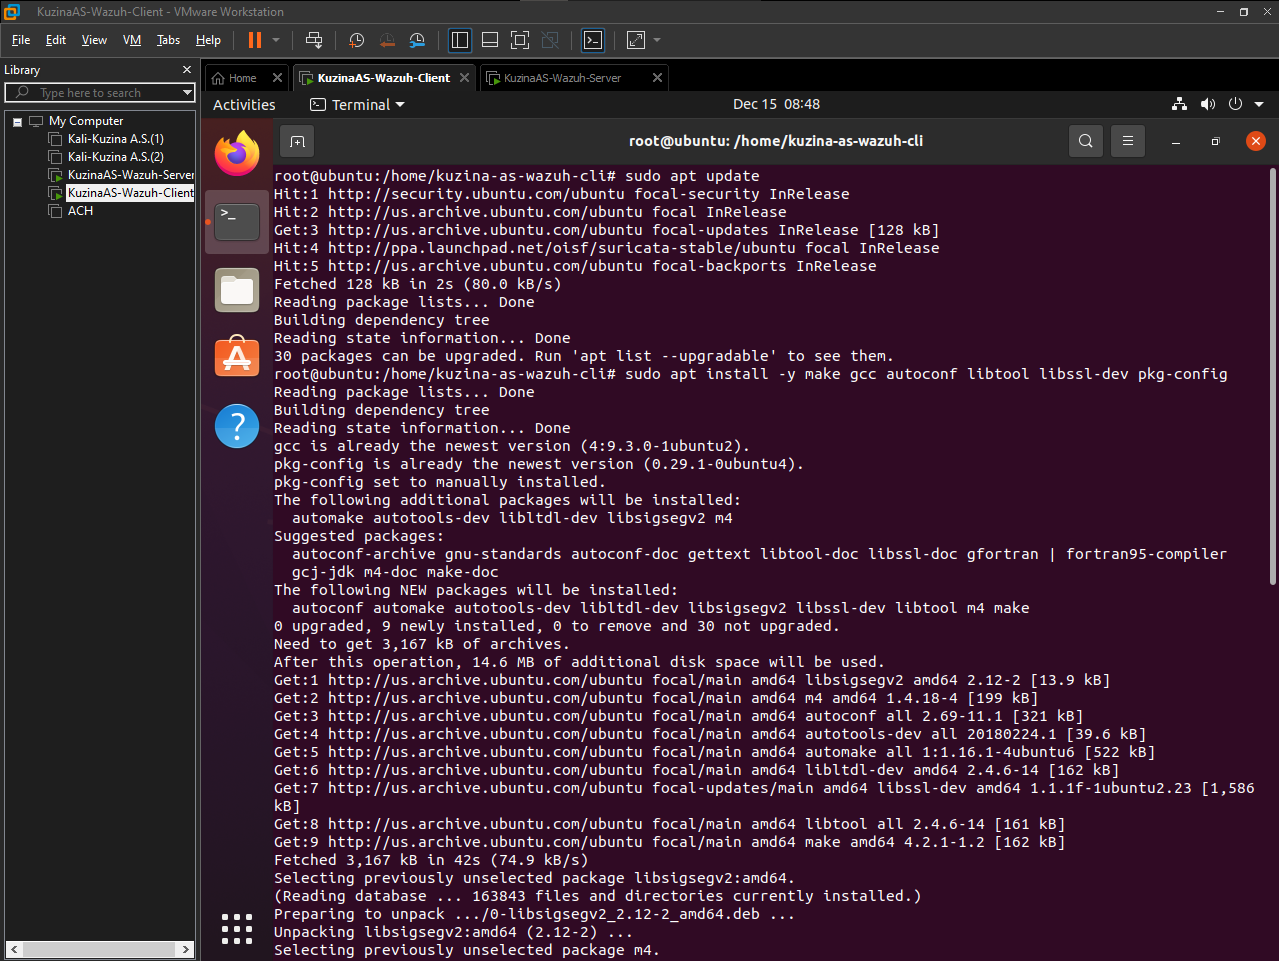 KuzinaAS-Wazuh-Client - VMware Workstation
File Edit View VM Tabs Help
Library
Type here to search
My Computer
Kali-Kuzina A.S.(1)
Kali-Kuzina A.S.(2)
KuzinaAS-Wazuh-Server
KuzinaAS-Wazuh-Client
ACH
Home
KuzinaAS-Wazuh-Client
KuzinaAS-Wazuh-Server
Activities
Terminal
Dec 15 08:48
root@ubuntu: /home/kuzina-as-wazuh-cli
root@ubuntu:/home/kuzina-as-wazuh-cli# sudo apt update
Hit:1 http://security.ubuntu.com/ubuntu focal-security InRelease
Hit:2 http://us.archive.ubuntu.com/ubuntu focal InRelease
Get:3 http://us.archive.ubuntu.com/ubuntu focal-updates InRelease [128 kB]
Hit:4 http://ppa.launchpad.net/oisf/suricata-stable/ubuntu focal InRelease
Hit:5 http://us.archive.ubuntu.com/ubuntu focal-backports InRelease
Fetched 128 kB in 2s (80.0 kB/s)
Reading package lists... Done
Building dependency tree
Reading state information... Done
30 packages can be upgraded. Run 'apt list --upgradable' to see them.
root@ubuntu:/home/kuzina-as-wazuh-cli# sudo apt install -y make gcc autoconf libtool libssl-dev pkg-config
Reading package lists... Done
Building dependency tree
Reading state information... Done
gcc is already the newest version (4:9.3.0-1ubuntu2).
pkg-config is already the newest version (0.29.1-0ubuntu4).
pkg-config set to manually installed.
The following additional packages will be installed:
  automake autotools-dev libltdl-dev libsigsegv2 m4
Suggested packages:
  autoconf-archive gnu-standards autoconf-doc gettext libtool-doc libssl-doc gfortran | fortran95-compiler
  gcj-jdk m4-doc make-doc
The following NEW packages will be installed:
  autoconf automake autotools-dev libltdl-dev libsigsegv2 libssl-dev libtool m4 make
0 upgraded, 9 newly installed, 0 to remove and 30 not upgraded.
Need to get 3,167 kB of archives.
After this operation, 14.6 MB of additional disk space will be used.
Get:1 http://us.archive.ubuntu.com/ubuntu focal/main amd64 libsigsegv2 amd64 2.12-2 [13.9 kB]
Get:2 http://us.archive.ubuntu.com/ubuntu focal/main amd64 m4 amd64 1.4.18-4 [199 kB]
Get:3 http://us.archive.ubuntu.com/ubuntu focal/main amd64 autoconf all 2.69-11.1 [321 kB]
Get:4 http://us.archive.ubuntu.com/ubuntu focal/main amd64 autotools-dev all 20180224.1 [39.6 kB]
Get:5 http://us.archive.ubuntu.com/ubuntu focal/main amd64 automake all 1:1.16.1-4ubuntu6 [522 kB]
Get:6 http://us.archive.ubuntu.com/ubuntu focal/main amd64 libltdl-dev amd64 2.4.6-14 [162 kB]
Get:7 http://us.archive.ubuntu.com/ubuntu focal-updates/main amd64 libssl-dev amd64 1.1.1f-1ubuntu2.23 [1,586
kB]
Get:8 http://us.archive.ubuntu.com/ubuntu focal/main amd64 libtool all 2.4.6-14 [161 kB]
Get:9 http://us.archive.ubuntu.com/ubuntu focal/main amd64 make amd64 4.2.1-1.2 [162 kB]
Fetched 3,167 kB in 42s (74.9 kB/s)
Selecting previously unselected package libsigsegv2:amd64.
(Reading database ... 163843 files and directories currently installed.)
Preparing to unpack .../0-libsigsegv2_2.12-2_amd64.deb ...
Unpacking libsigsegv2:amd64 (2.12-2) ...
Selecting previously unselected package m4.